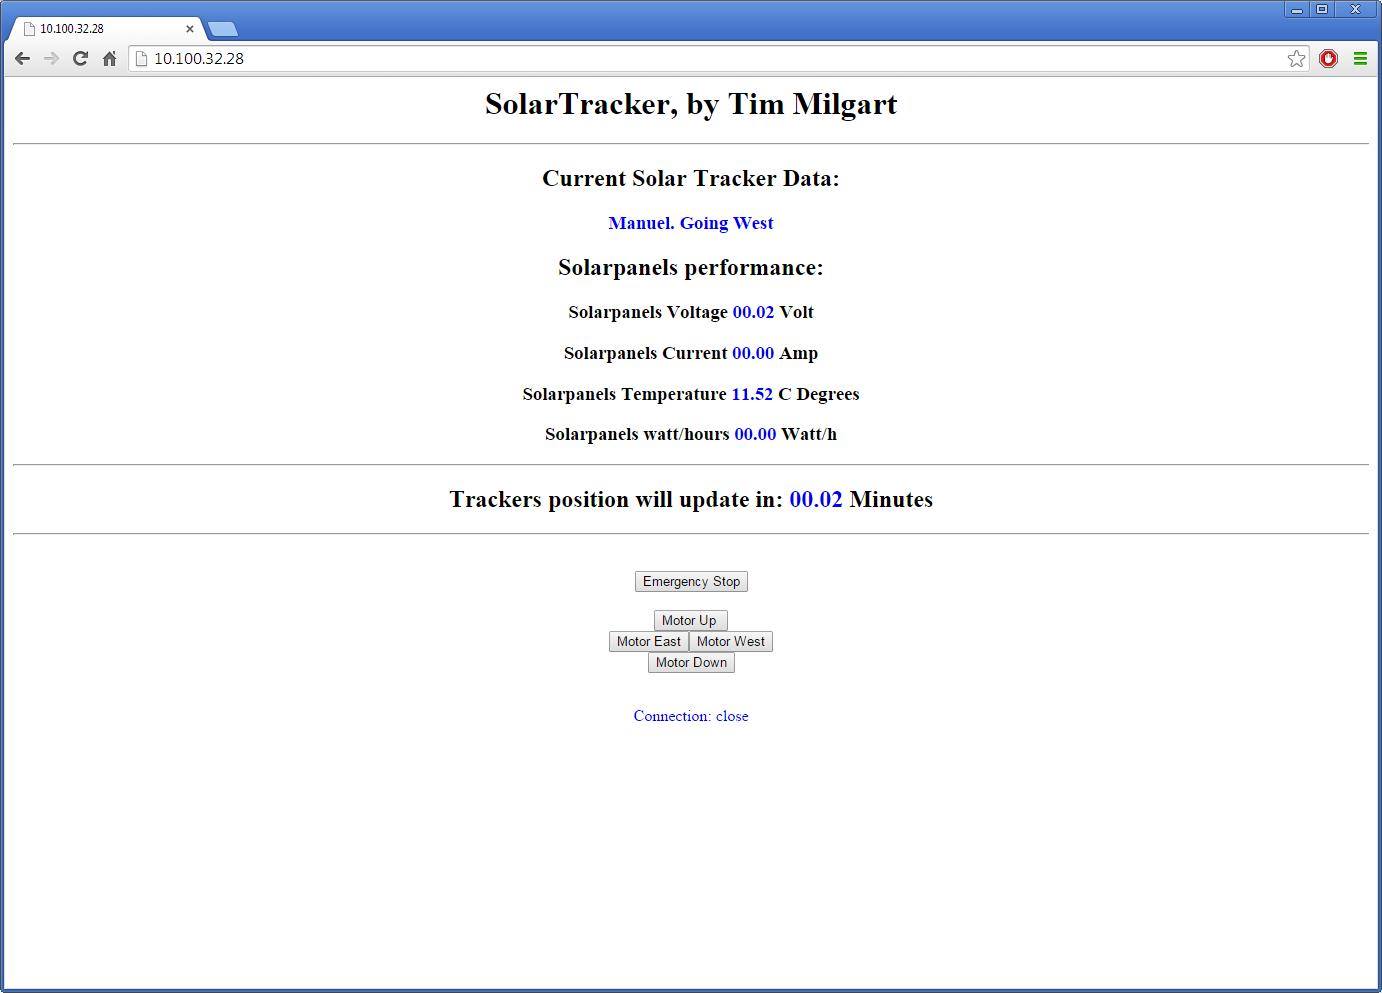 10.100.32.28
10.100.32.28
SolarTracker, by Tim Milgart
Current Solar Tracker Data:
Manuel. Going West
Solarpanels performance:
Solarpanels Voltage 00.02 Volt
Solarpanels Current 00.00 Amp
Solarpanels Temperature 11.52 C Degrees
Solarpanels watt/hours 00.00 Watt/h
Trackers position will update in: 00.02 Minutes
Emergency Stop
Motor Up
Motor East Motor West
Motor Down
Connection: close